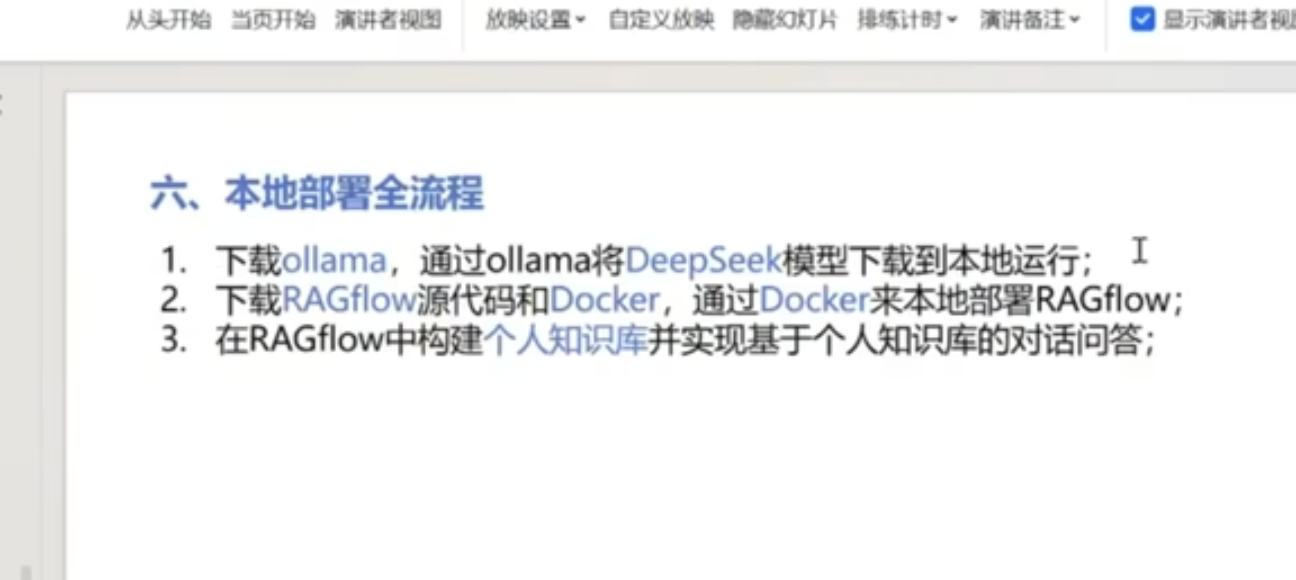 从头开始 当页开始 演讲者视图 放映设置 自定义放映 隐藏幻灯片 排练计时 演讲备注 显示演讲者视图
六、本地部署全流程
1. 下载ollama，通过ollama将DeepSeek模型下载到本地运行；
2. 下载RAGflow源代码和Docker，通过Docker来本地部署RAGflow；
3. 在RAGflow中构建个人知识库并实现基于个人知识库的对话问答；